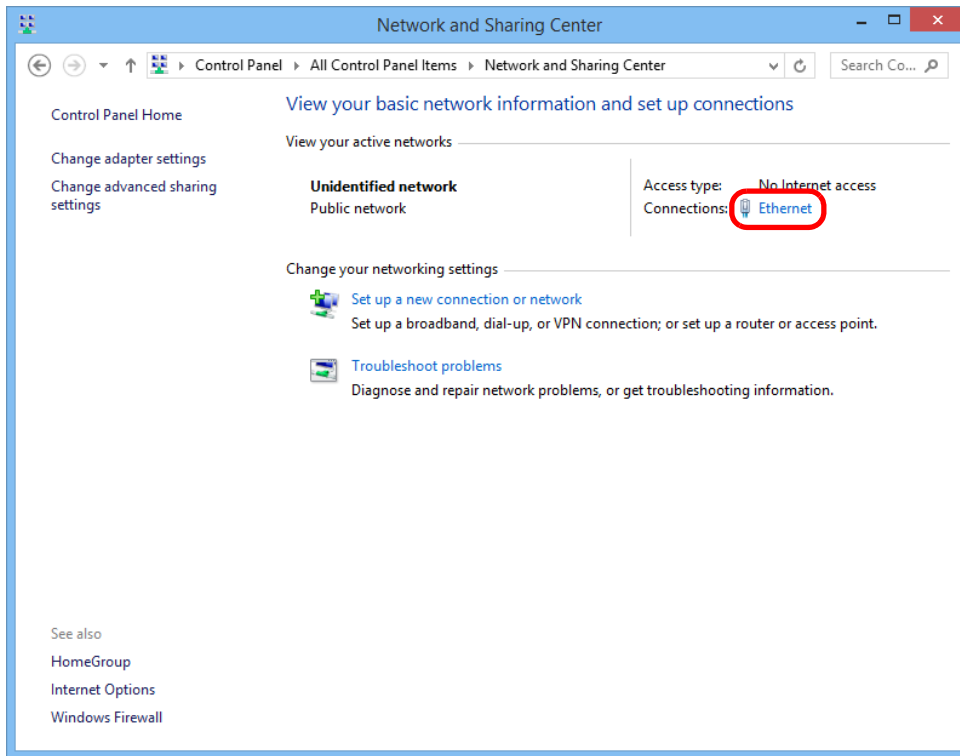 Network and Sharing Center
Control Panel All Control Panel Items Network and Sharing Center
Search Co...
Control Panel Home
Change adapter settings
Change advanced sharing
settings
View your basic network information and set up connections
View your active networks
Unidentified network
Public network
Access type: No Internet access
Connections: Ethernet
Change your networking settings
Set up a new connection or network
Set up a broadband, dial-up, or VPN connection; or set up a router or access point.
Troubleshoot problems
Diagnose and repair network problems, or get troubleshooting information.
See also
HomeGroup
Internet Options
Windows Firewall